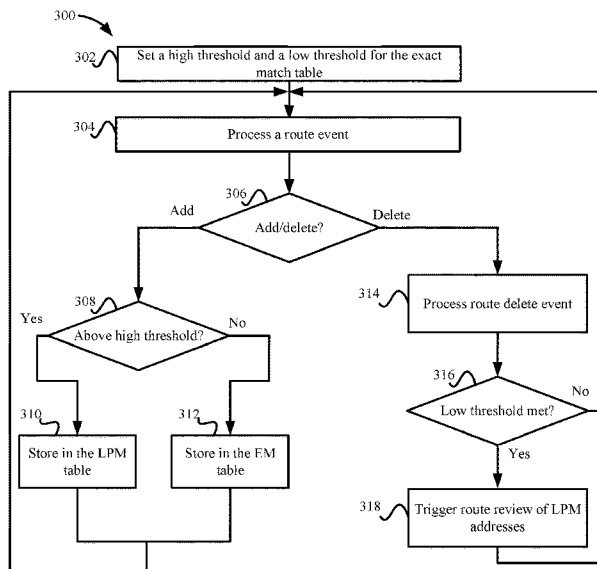 300
302
Set a high threshold and a low threshold for the exact
match table
304
Process a route event
306
Add
Add/delete?
Delete
308
Yes
Above high threshold?
No
314
Process route delete event
316
Low threshold met?
No
Yes
310
Store in the LPM
table
312
Store in the EM
table
318
Trigger route review of LPM
addresses